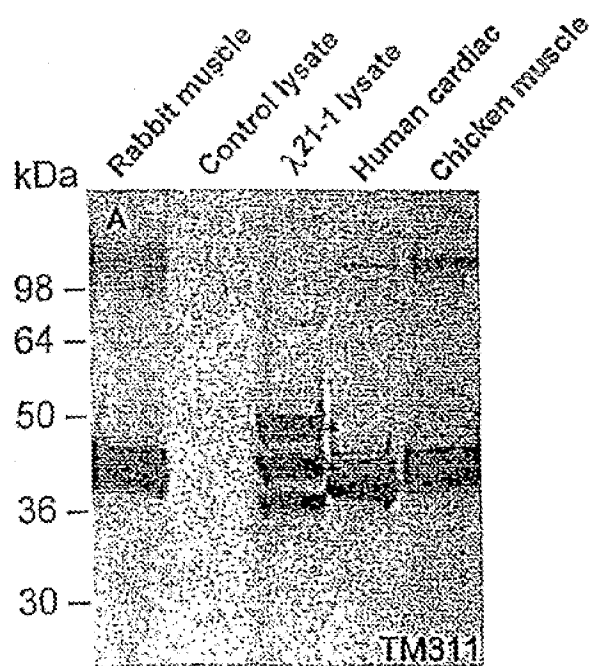 Rabbit muscle
Control lysate
λ21-1 lysate
Human cardiac
Chicken muscle
kDa
A
98
64
50
36
30
TM311